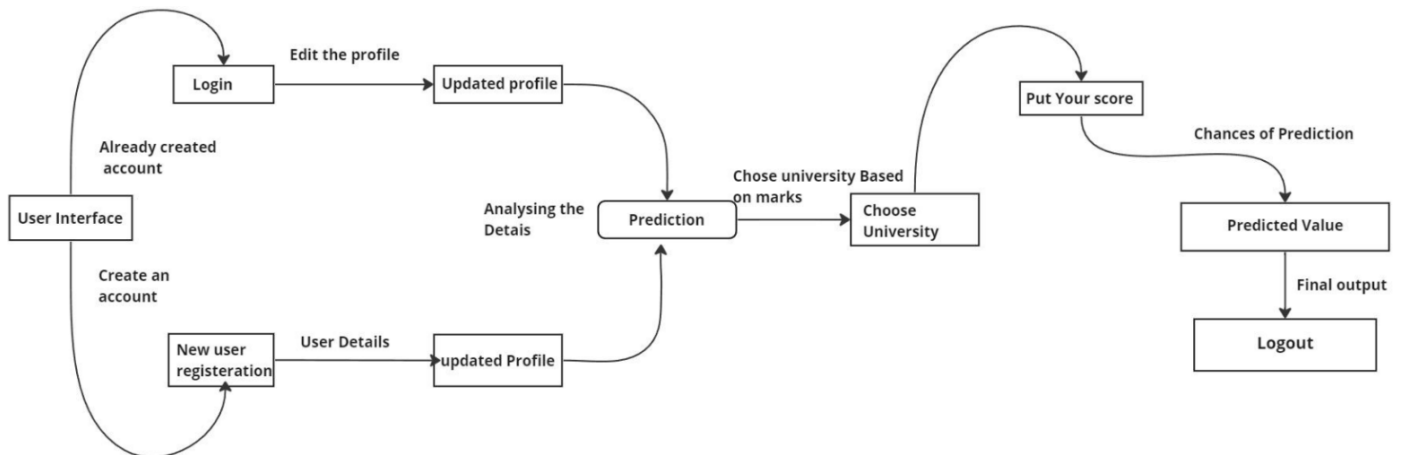 Edit the profile
Login
Updated profile
Put Your score
Already created
account
Chances of Prediction
Chose university Based
on marks
User Interface
Analysing the
Detais
Prediction
Choose
University
Predicted Value
Create an
account
Final output
New user
registeration
User Details
updated Profile
Logout